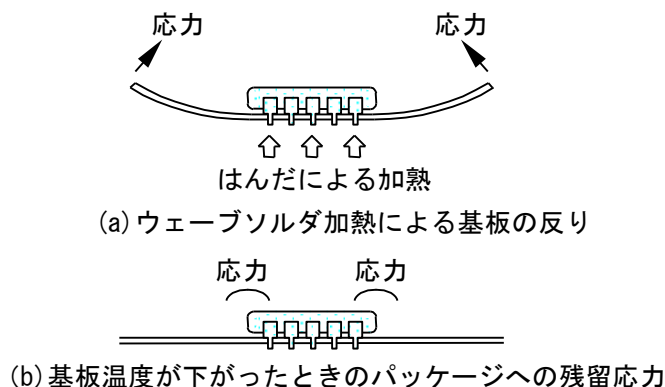 応力 応力
はんだによる加熱
(a) ウェーブソルダ加熱による基板の反り
応力 応力
(b) 基板温度が下がったときのパッケージへの残留応力